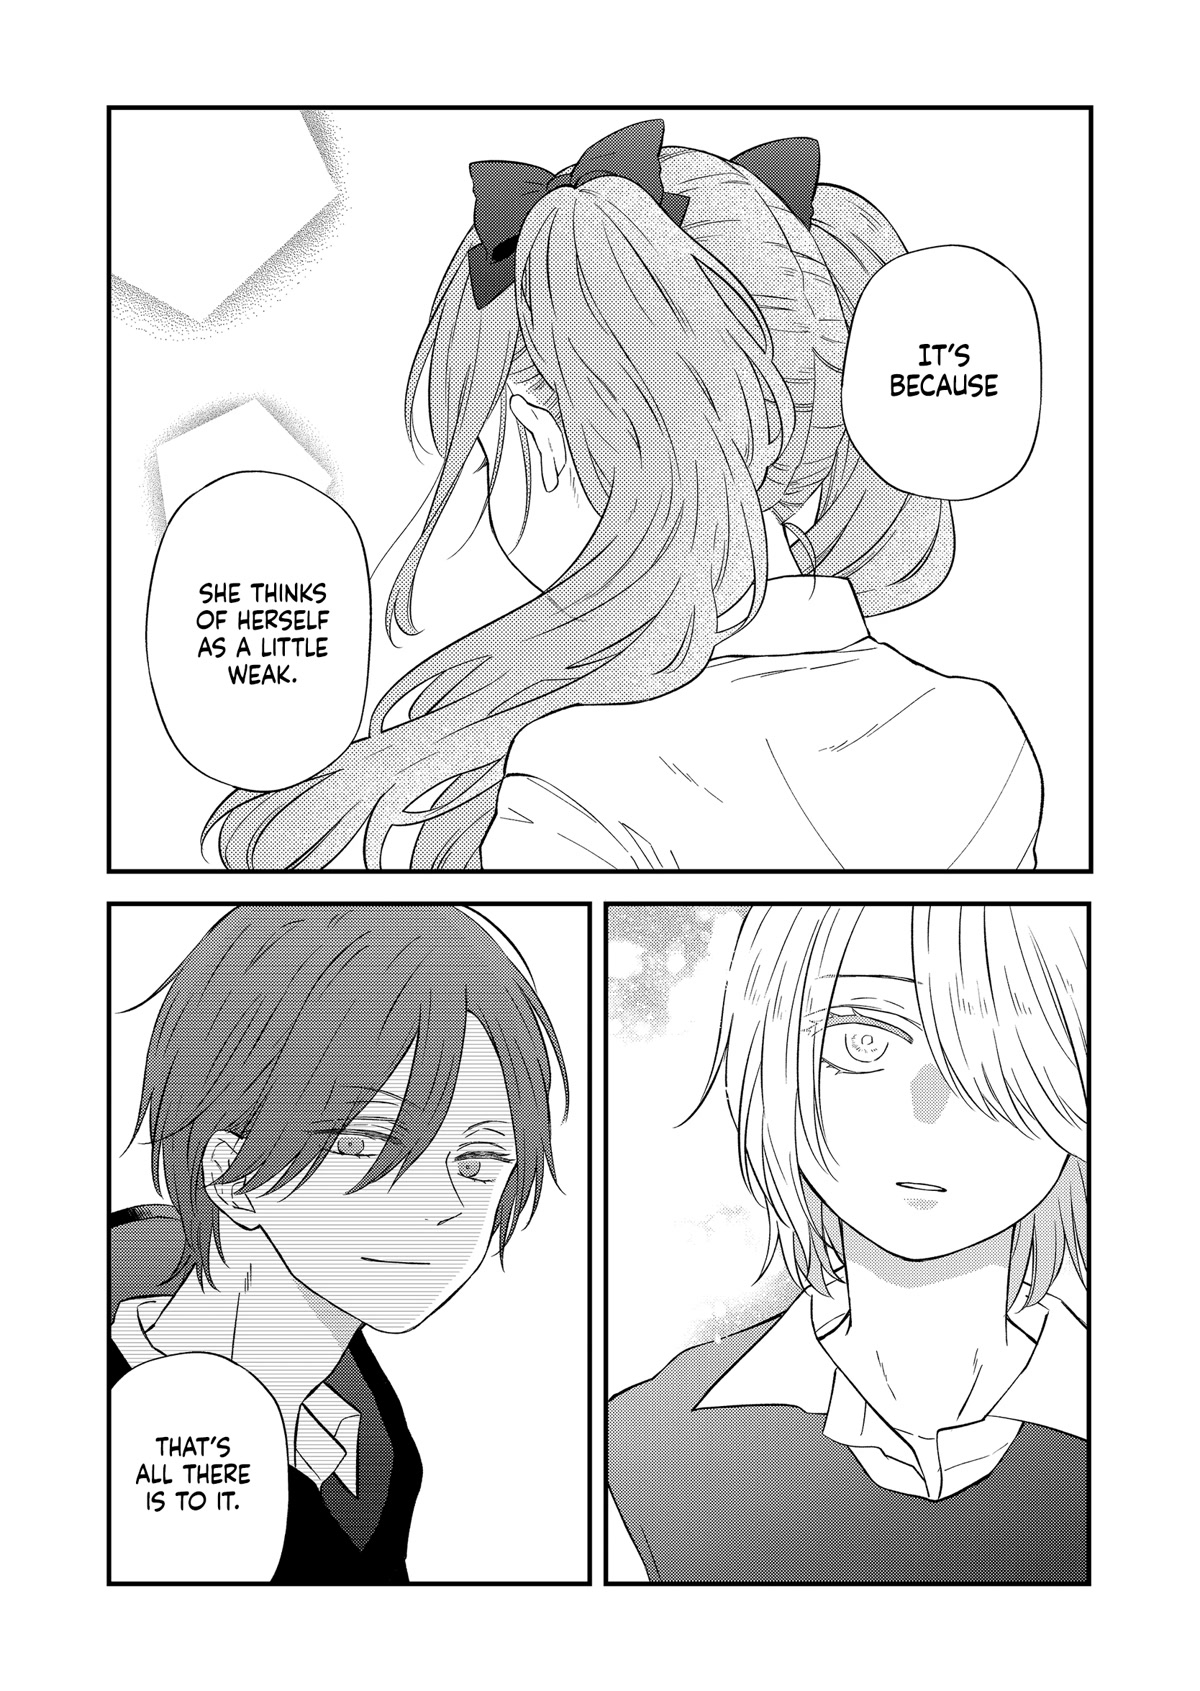 IT'S
BECAUSE
SHE THINKS
OF HERSELF
AS A LITTLE
WEAK.
THAT'S
ALL THERE
IS TO IT.